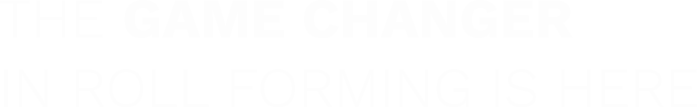 THE GAME CHANGER
IN ROLL FORMING IS HERE